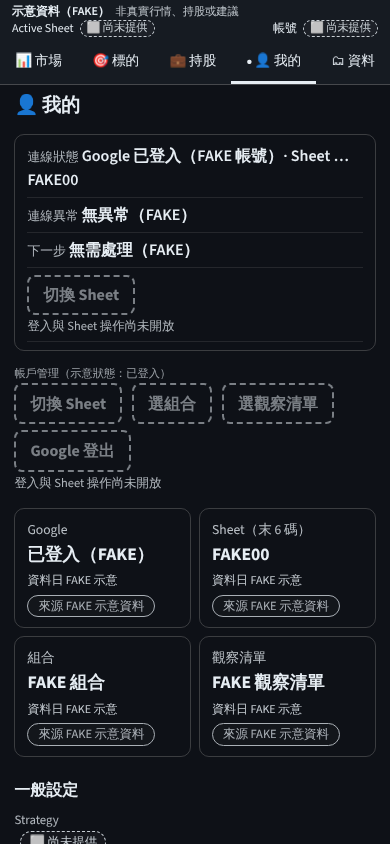 示意資料（FAKE） 非真實行情、持股或建議
Active Sheet ⬜ 尚未提供 帳號 ⬜ 尚未提供
📊 市場 🎯 標的 💼 持股 • 👤 我的 🗂 資料
👤 我的
連線狀態 Google 已登入（FAKE 帳號）· Sheet …
FAKE00
連線異常 無異常（FAKE）
下一步 無需處理（FAKE）
切換 Sheet
登入與 Sheet 操作尚未開放
帳戶管理（示意狀態：已登入）
切換 Sheet 選組合 選觀察清單
Google 登出
登入與 Sheet 操作尚未開放
Google
已登入（FAKE）
資料日 FAKE 示意
來源 FAKE 示意資料
Sheet（末 6 碼）
FAKE00
資料日 FAKE 示意
來源 FAKE 示意資料
組合
FAKE 組合
資料日 FAKE 示意
來源 FAKE 示意資料
觀察清單
FAKE 觀察清單
資料日 FAKE 示意
來源 FAKE 示意資料
一般設定
Strategy
⬜ 尚未提供